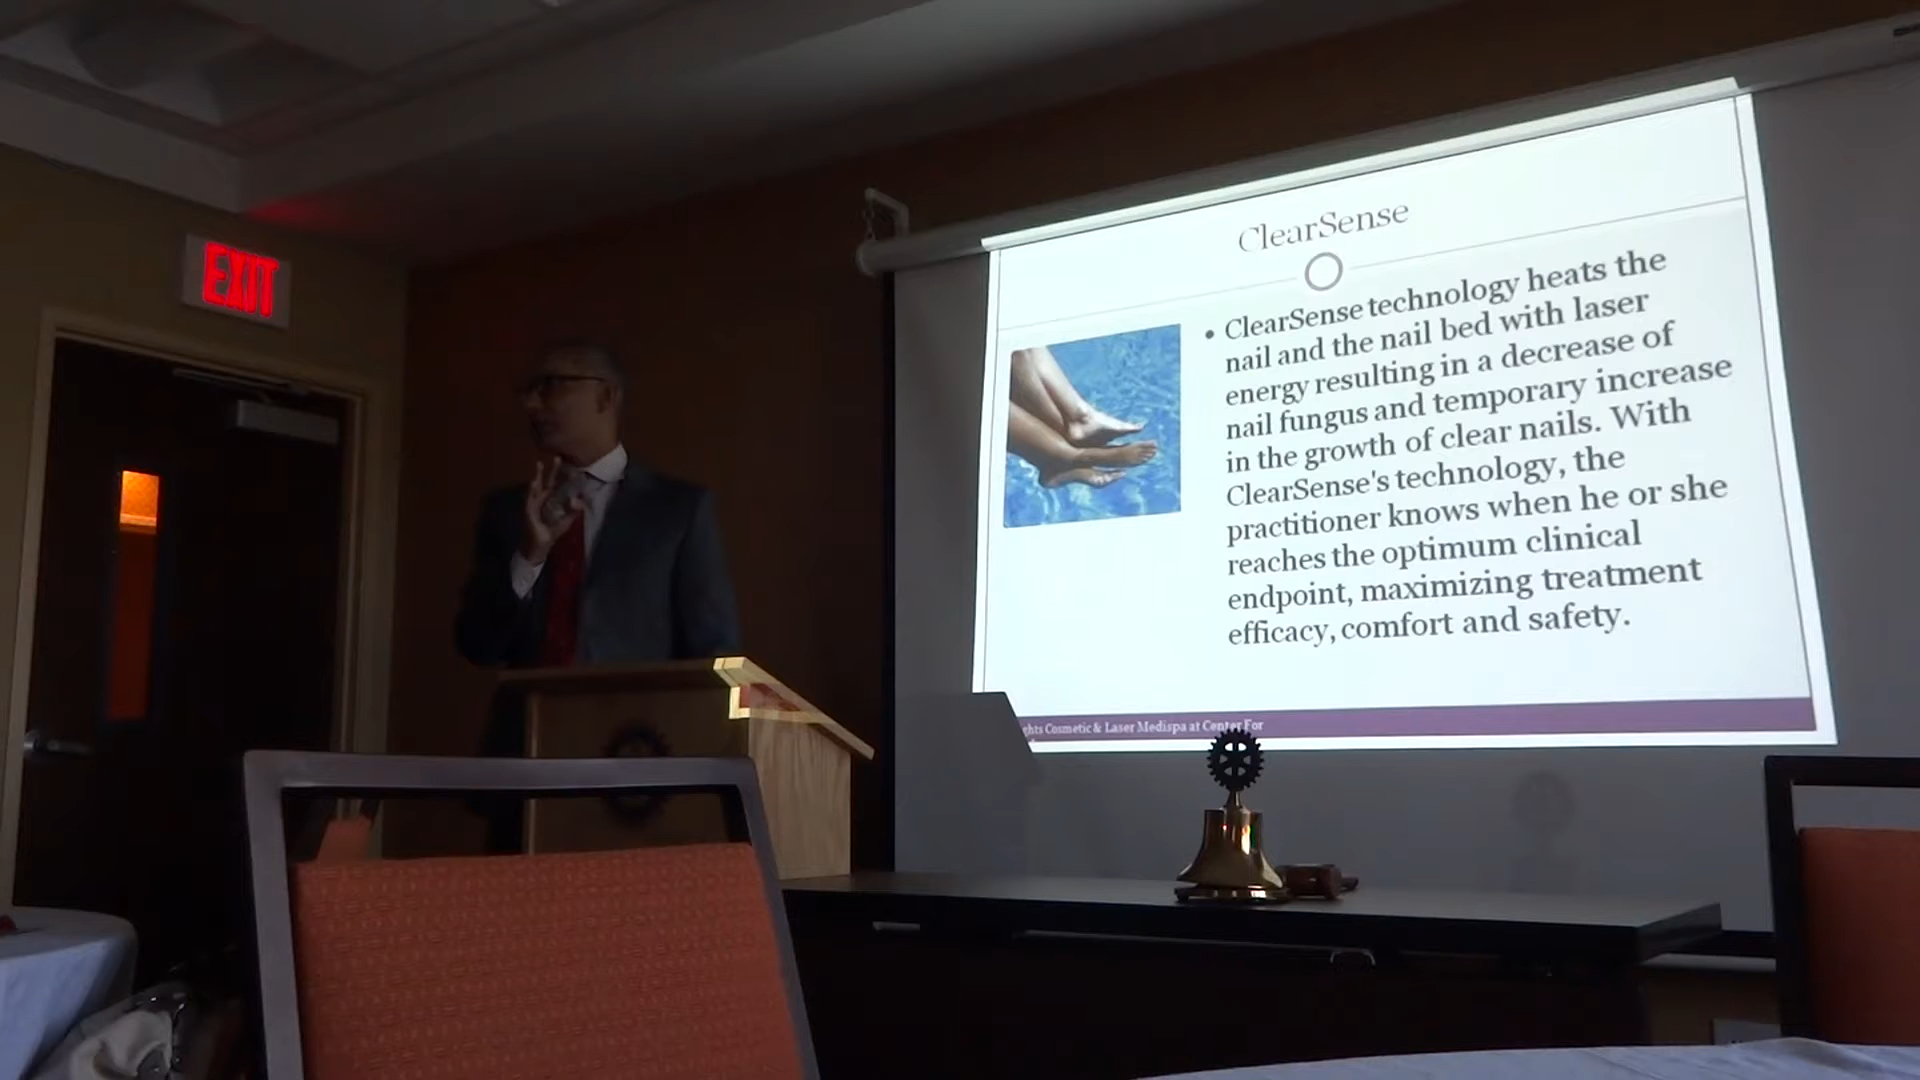 EXIT
ClearSense
• ClearSense technology heats the
nail and the nail bed with laser
energy resulting in a decrease of
nail fungus and temporary increase
in the growth of clear nails. With
ClearSense's technology, the
practitioner knows when he or she
reaches the optimum clinical
endpoint, maximizing treatment
efficacy, comfort and safety.
Cosmetic & Laser Medispa at Center For